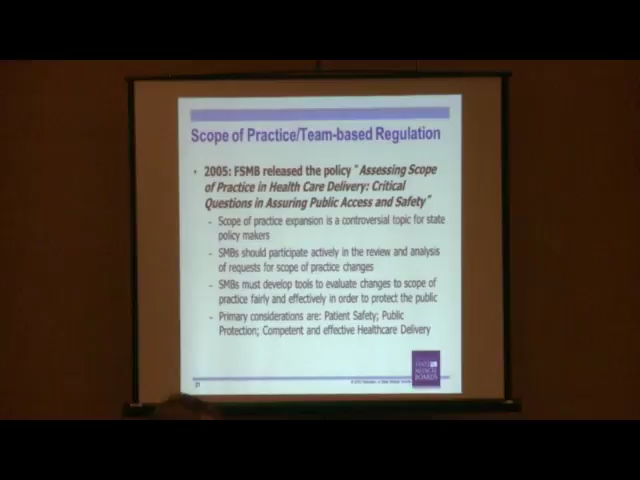 Scope of Practice/Team-based Regulation
• 2005: FSMB released the policy "Assessing Scope
of Practice in Health Care Delivery: Critical
Questions in Assuring Public Access and Safety"
– Scope of practice expansion is a controversial topic for state
policy makers
– SMBs should participate actively in the review and analysis
of requests for scope of practice changes
– SMBs must develop tools to evaluate changes to scope of
practice fairly and effectively in order to protect the public
– Primary considerations are: Patient Safety; Public
Protection; Competent and effective Healthcare Delivery
STATE
MEDICAL
BOARDS